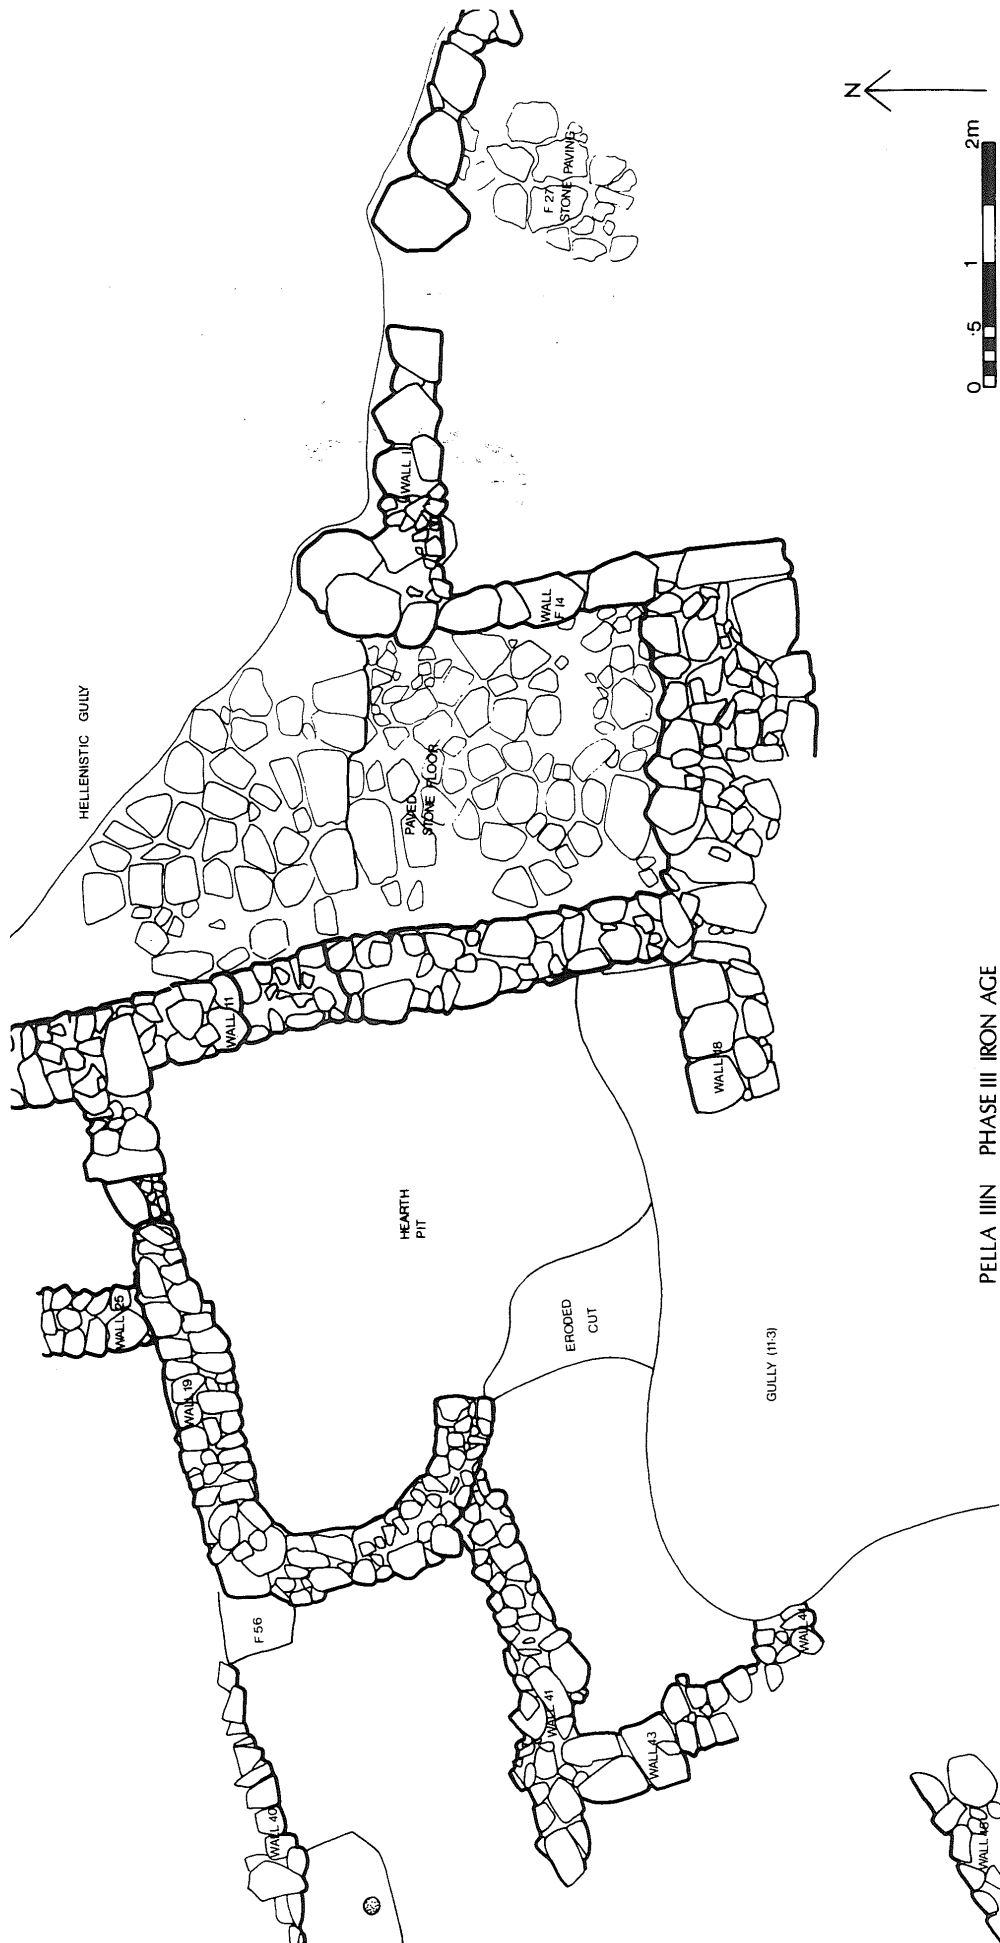 HELLENISTIC GULLY
N
F 27
STONE PAVING
2m
1
.5
0
WALL 1
WALL
F 14
PAVED
STONE FLOOR
WALL 11
WALL 25
WALL 19
HEARTH
PIT
WALL 48
ERODED
CUT
GULLY (11·3)
F 56
WALL 40
WALL 41
WALL 43
PELLA IIIN PHASE III IRON AGE